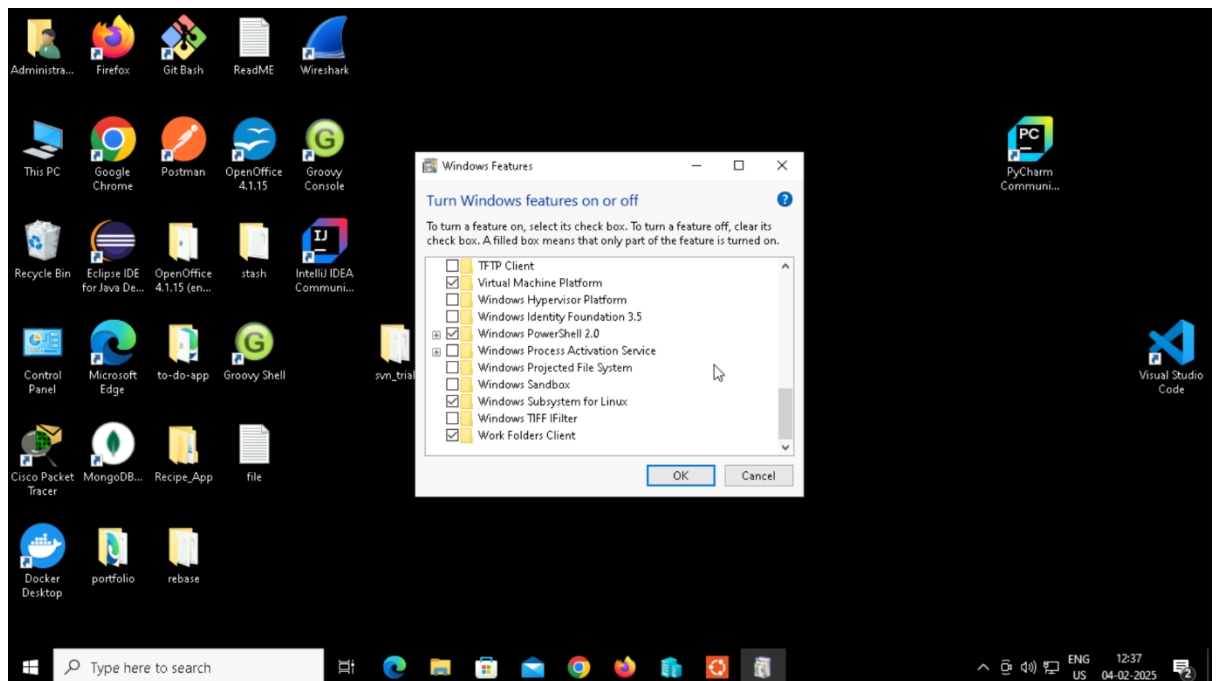 Administra...
Firefox
Git Bash
ReadME
Wireshark
This PC
Google
Chrome
Postman
OpenOffice
4.1.15
Groovy
Console
PyCharm
Communi...
Recycle Bin
Eclipse IDE
for Java De...
OpenOffice
4.1.15 (en...
stash
IntelliJ IDEA
Communi...
Control
Panel
Microsoft
Edge
to-do-app
Groovy Shell
svn_trial
Visual Studio
Code
Cisco Packet
Tracer
MongoDB...
Recipe_App
file
Docker
Desktop
portfolio
rebase
Windows Features
Turn Windows features on or off
To turn a feature on, select its check box. To turn a feature off, clear its
check box. A filled box means that only part of the feature is turned on.
TFTP Client
Virtual Machine Platform
Windows Hypervisor Platform
Windows Identity Foundation 3.5
Windows PowerShell 2.0
Windows Process Activation Service
Windows Projected File System
Windows Sandbox
Windows Subsystem for Linux
Windows TIFF IFilter
Work Folders Client
OK
Cancel
Type here to search
ENG
US
12:37
04-02-2025
2